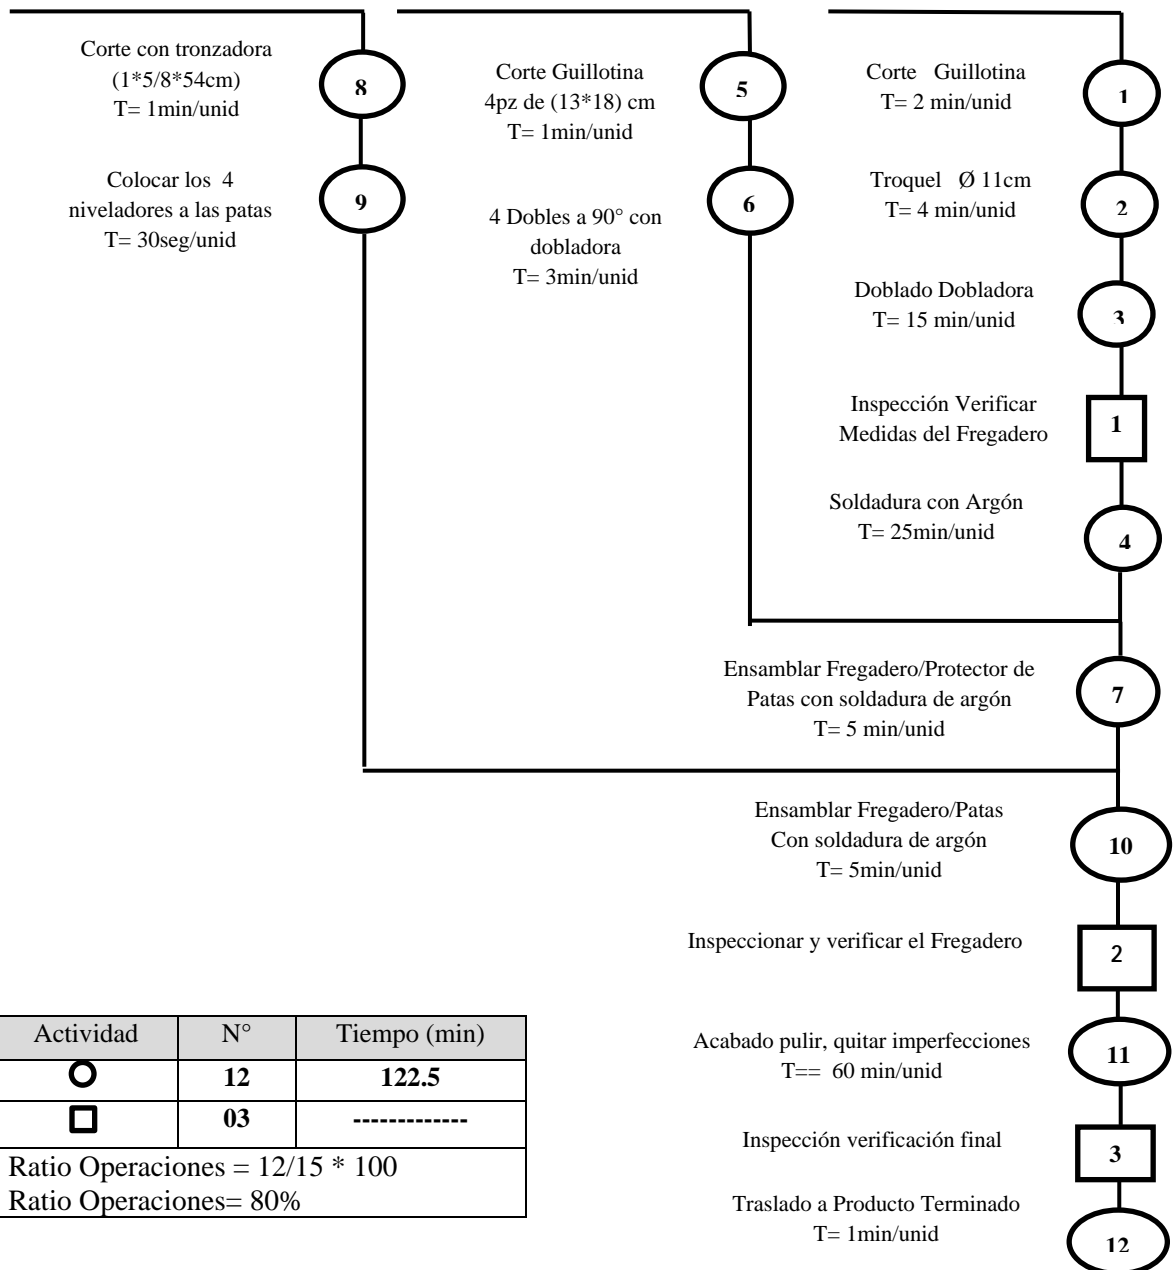 Corte con tronzadora
(1*5/8*54cm)
T= 1min/unid
8
Colocar los 4
niveladores a las patas
T= 30seg/unid
9
Corte Guillotina
4pz de (13*18) cm
T= 1min/unid
5
4 Dobles a 90° con
dobladora
T= 3min/unid
6
Corte Guillotina
T= 2 min/unid
1
Troquel Ø 11cm
T= 4 min/unid
2
Doblado Dobladora
T= 15 min/unid
3
Inspección Verificar
Medidas del Fregadero
1
Soldadura con Argón
T= 25min/unid
4
Ensamblar Fregadero/Protector de
Patas con soldadura de argón
T= 5 min/unid
7
Ensamblar Fregadero/Patas
Con soldadura de argón
T= 5min/unid
10
Inspeccionar y verificar el Fregadero
2
Acabado pulir, quitar imperfecciones
T== 60 min/unid
11
Inspección verificación final
3
Traslado a Producto Terminado
T= 1min/unid
12
Actividad N° Tiempo (min)
12 122.5
03 -------------
Ratio Operaciones = 12/15 * 100
Ratio Operaciones= 80%